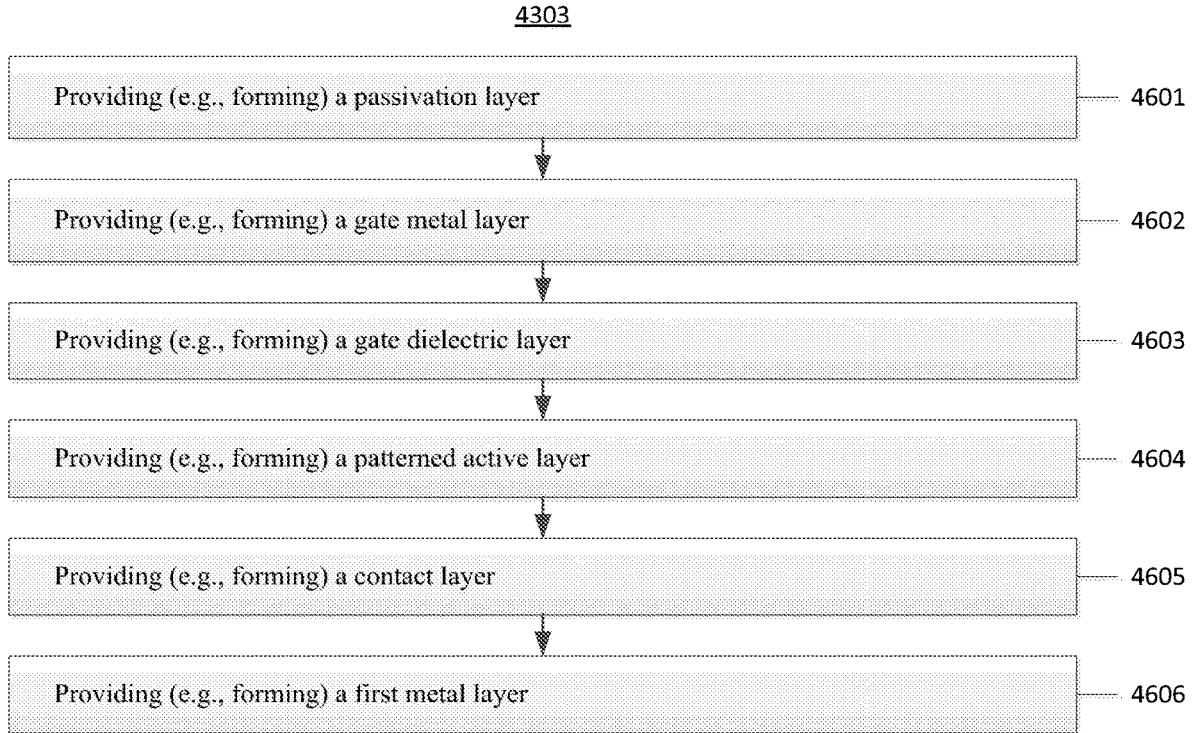 4303
Providing (e.g., forming) a passivation layer
4601
Providing (e.g., forming) a gate metal layer
4602
Providing (e.g., forming) a gate dielectric layer
4603
Providing (e.g., forming) a patterned active layer
4604
Providing (e.g., forming) a contact layer
4605
Providing (e.g., forming) a first metal layer
4606